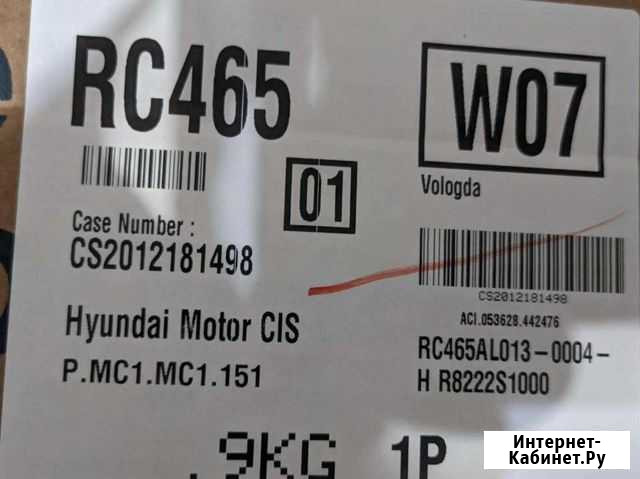 RC465
W07
01
Vologda
Case Number :
CS2012181498
CS2012181498
ACI.053628.442476
Hyundai Motor CIS
RC465AL013-0004-
P.MC1.MC1.151
H R8222S1000
.9KG 1P
Интернет-
Кабинет.Ру